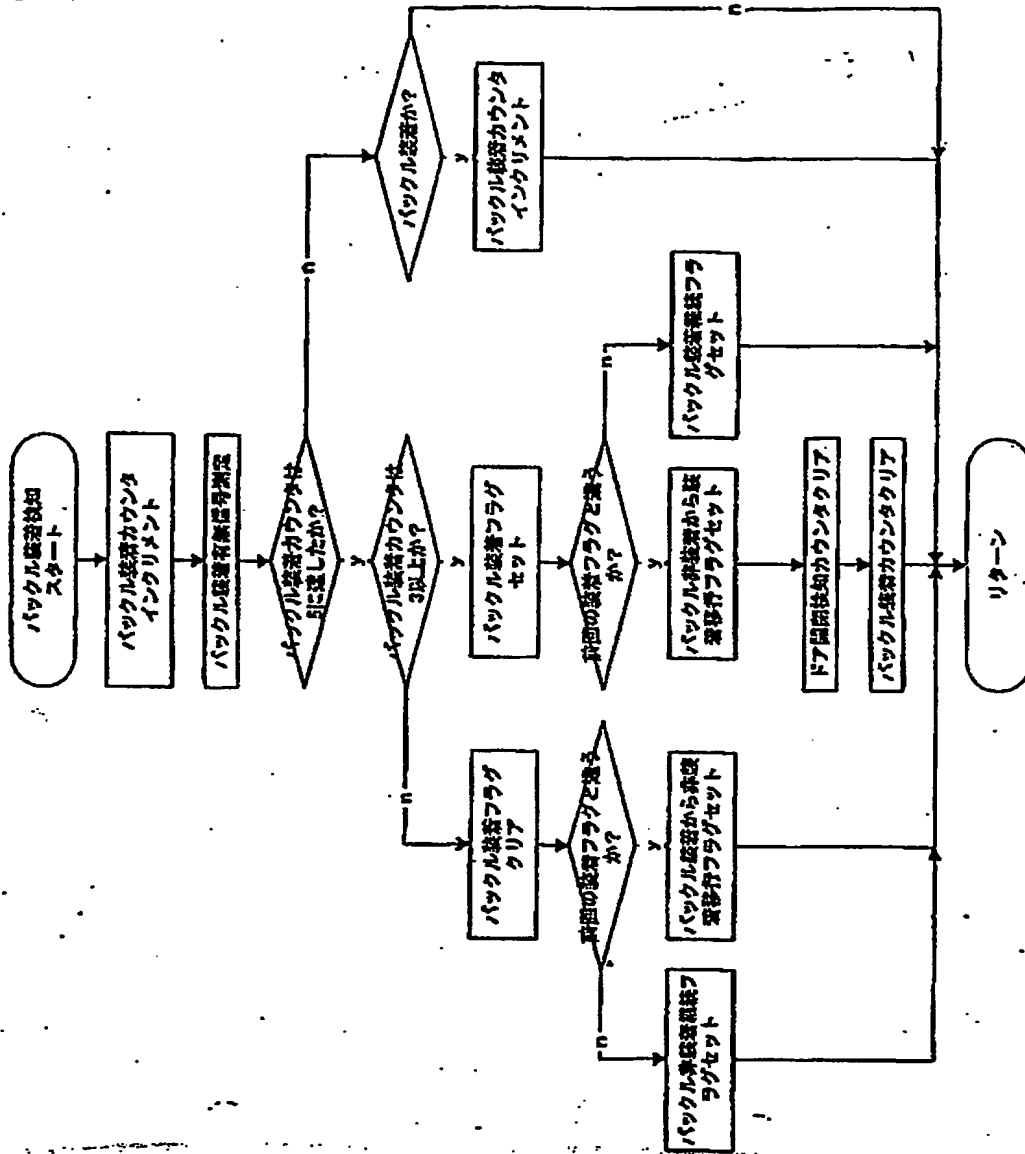 バックル装着検知
スタート
バックル装着カウンタ
インクリメント
バックル装着有無信号測定
バックル装着カウンタは
5に達したか?
n
y
バックル装着か?
n
y
バックル装着カウンタ
インクリメント
バックル装着カウンタは
3以上か?
n
y
バックル装着フラグ
セット
前回の装着フラグと違う
か?
n
y
バックル装着継続フラ
グセット
バックル非装着から装
着移行フラグセット
ドア開閉検知カウンタクリア
バックル装着カウンタクリア
バックル装着フラグ
クリア
前回の装着フラグと違う
か?
n
y
バックル装着から非装
着移行フラグセット
バックル非装着継続フ
ラグセット
リターン